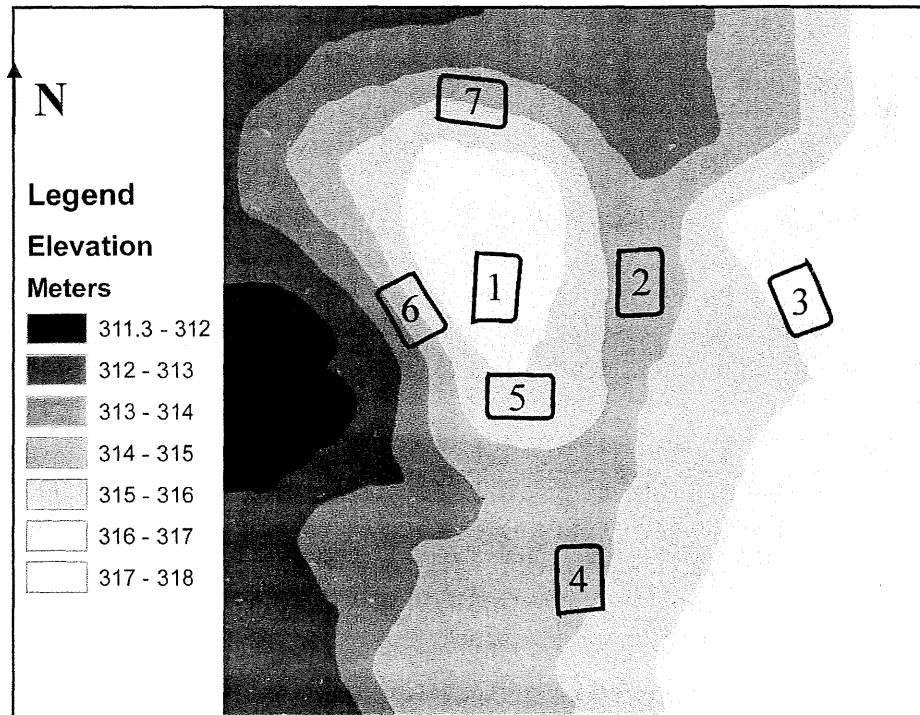 N
Legend
Elevation
Meters
311.3 - 312
312 - 313
313 - 314
314 - 315
315 - 316
316 - 317
317 - 318
7
1
2
3
6
5
4